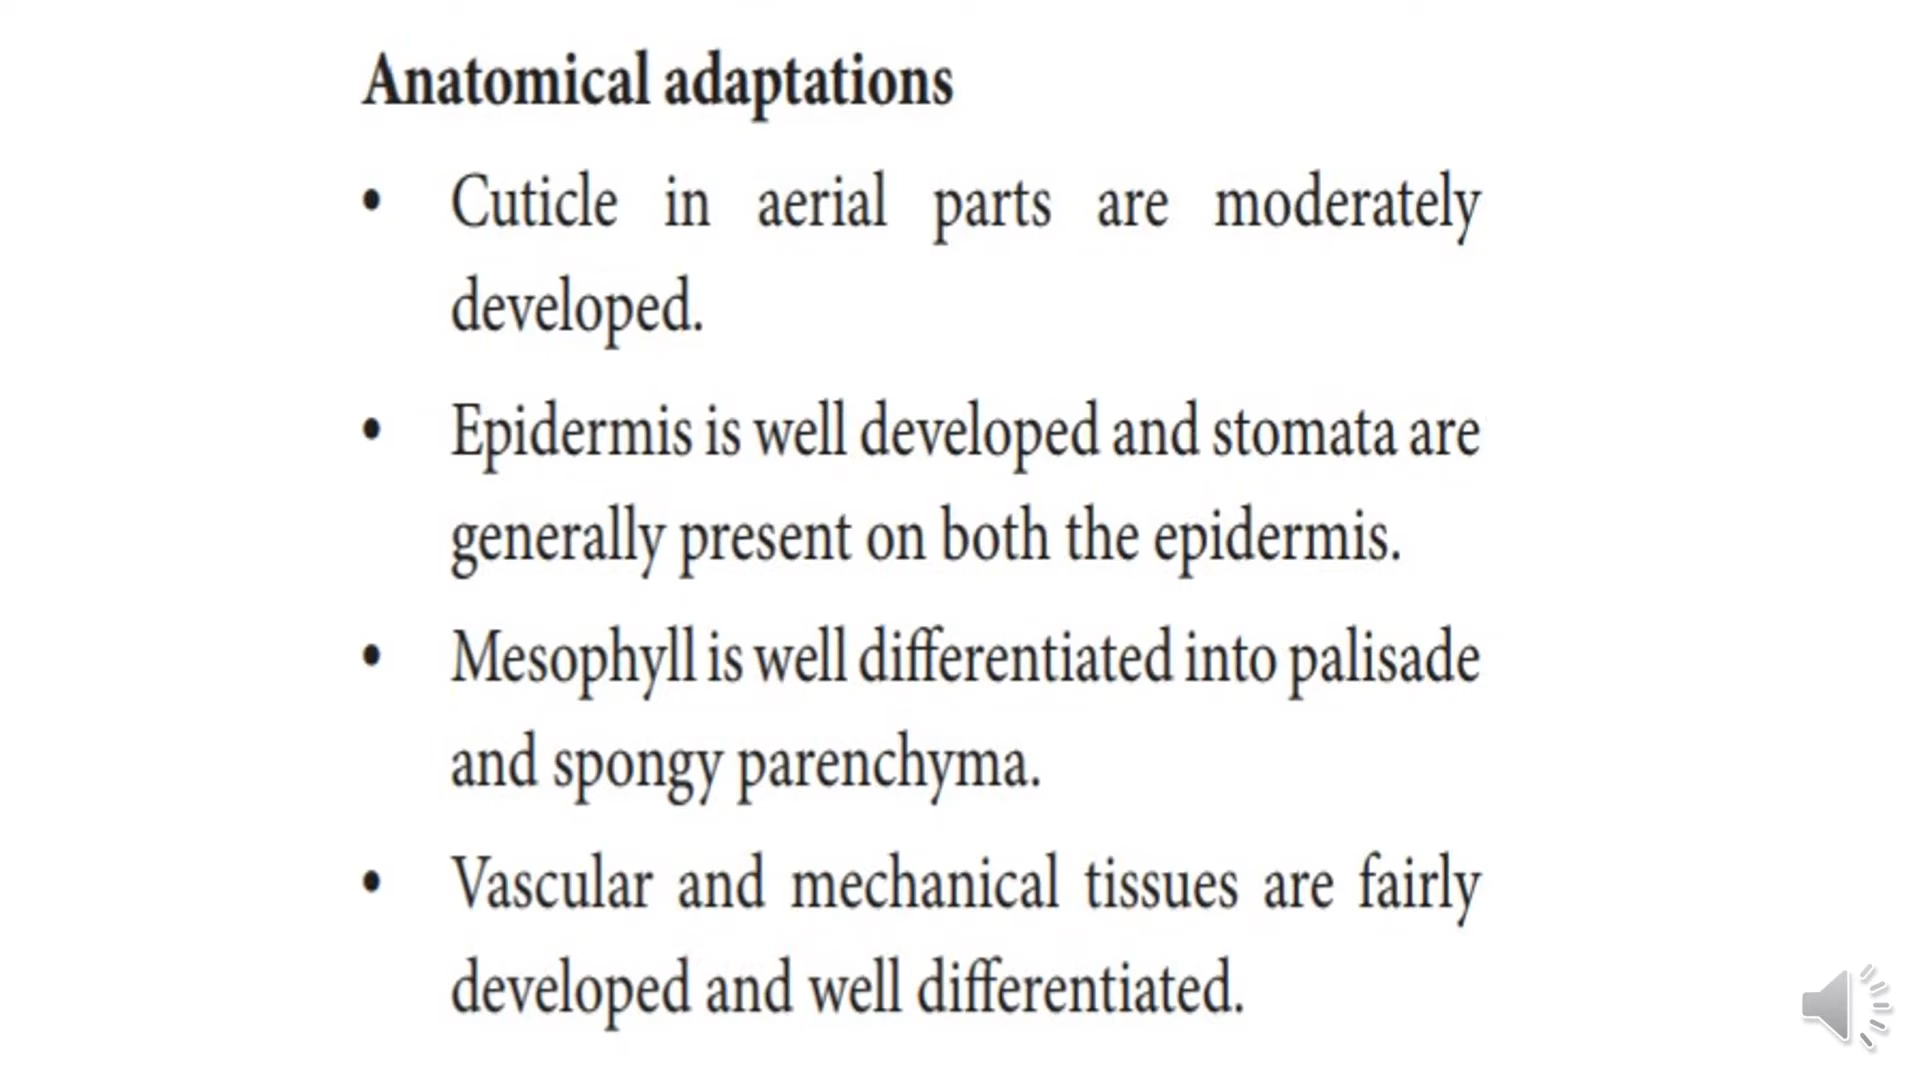 Anatomical adaptations
• Cuticle in aerial parts are moderately
developed.
• Epidermis is well developed and stomata are
generally present on both the epidermis.
• Mesophyll is well differentiated into palisade
and spongy parenchyma.
• Vascular and mechanical tissues are fairly
developed and well differentiated.